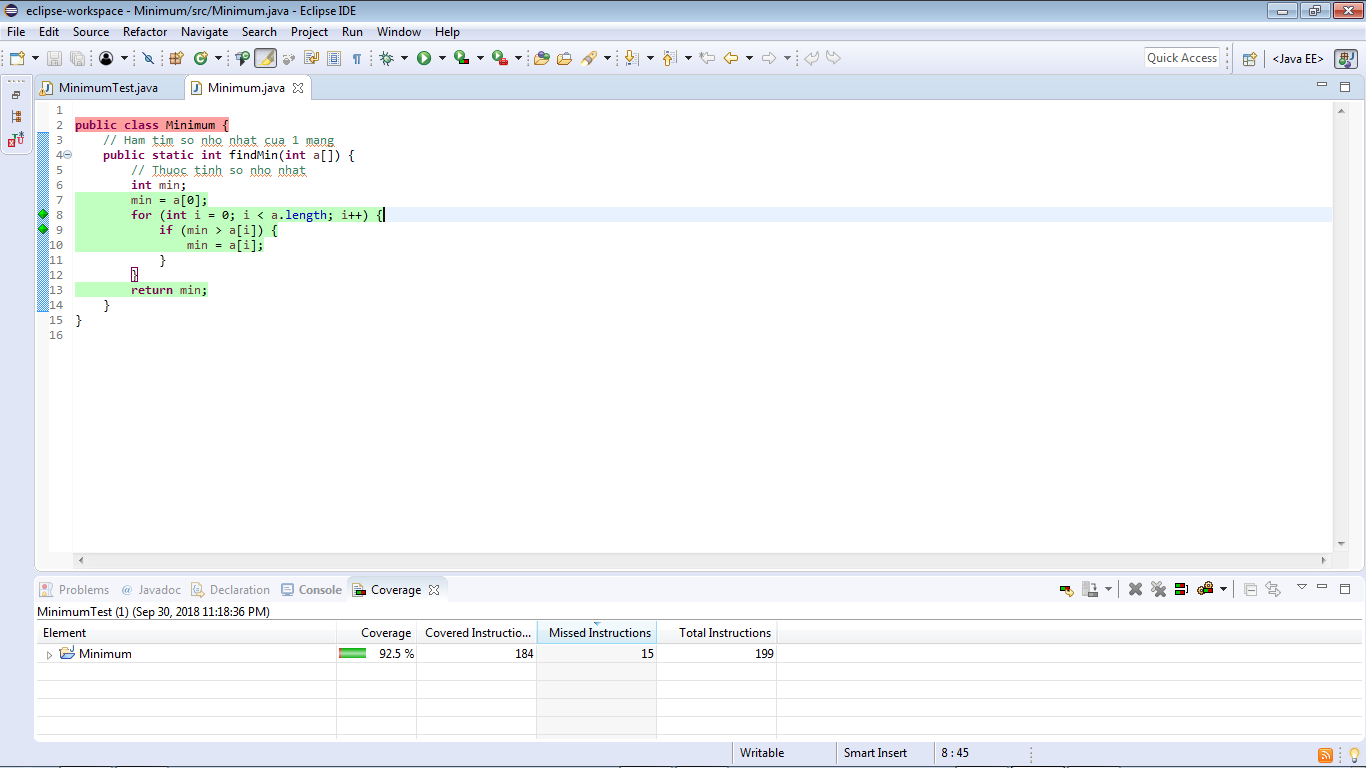 eclipse-workspace - Minimum/src/Minimum.java - Eclipse IDE
File Edit Source Refactor Navigate Search Project Run Window Help
Quick Access <Java EE>
MinimumTest.java Minimum.java
1
2 public class Minimum {
3 // Ham tim so nho nhat cua 1 mang
4 public static int findMin(int a[]) {
5 // Thuoc tinh so nho nhat
6 int min;
7 min = a[0];
8 for (int i = 0; i < a.length; i++) {
9 if (min > a[i]) {
10 min = a[i];
11 }
12 }
13 return min;
14 }
15 }
16
Problems @ Javadoc Declaration Console Coverage
MinimumTest (1) (Sep 30, 2018 11:18:36 PM)
Element Coverage Covered Instructio... Missed Instructions Total Instructions
Minimum 92.5 % 184 15 199
Writable Smart Insert 8 : 45